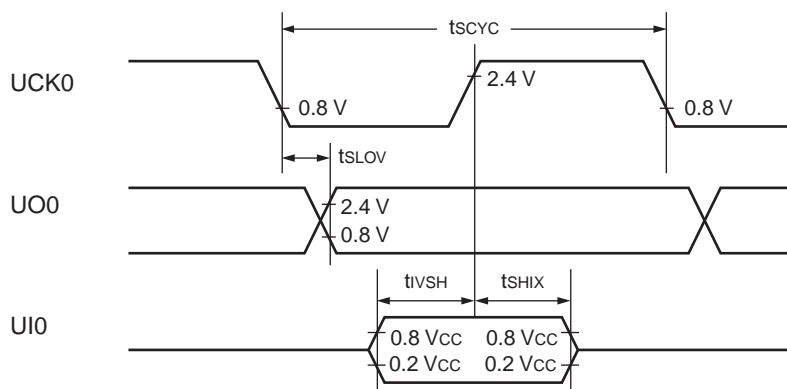 tSCYC
UCK0
2.4 V
0.8 V
0.8 V
tSLOV
UO0
2.4 V
0.8 V
tIVSH
tSHIX
UI0
0.8 VCC
0.8 VCC
0.2 VCC
0.2 VCC